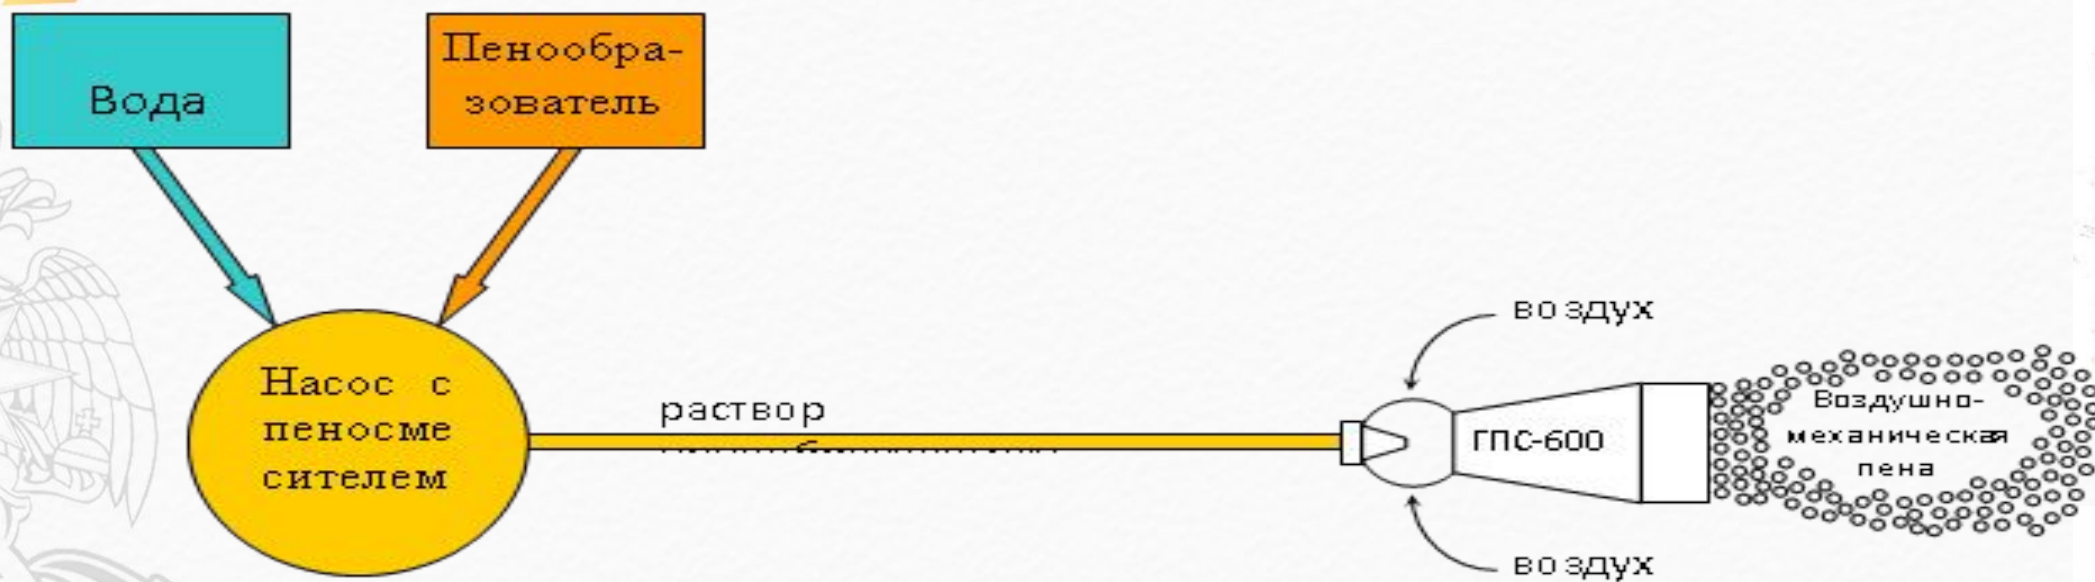 Вода
Пенообра-
зователь
Насос с
пеносме
сителем
раствор
воздух
ГПС-600
Воздушно-
механическая
пена
воздух